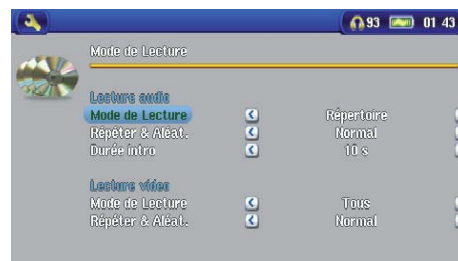 93 01 43
Mode de Lecture
Lecture audio
Mode de Lecture Répertoire
Répéter & Aléat. Normal
Durée intro 10 s
Lecture video
Mode de Lecture Tous
Répéter & Aléat. Normal